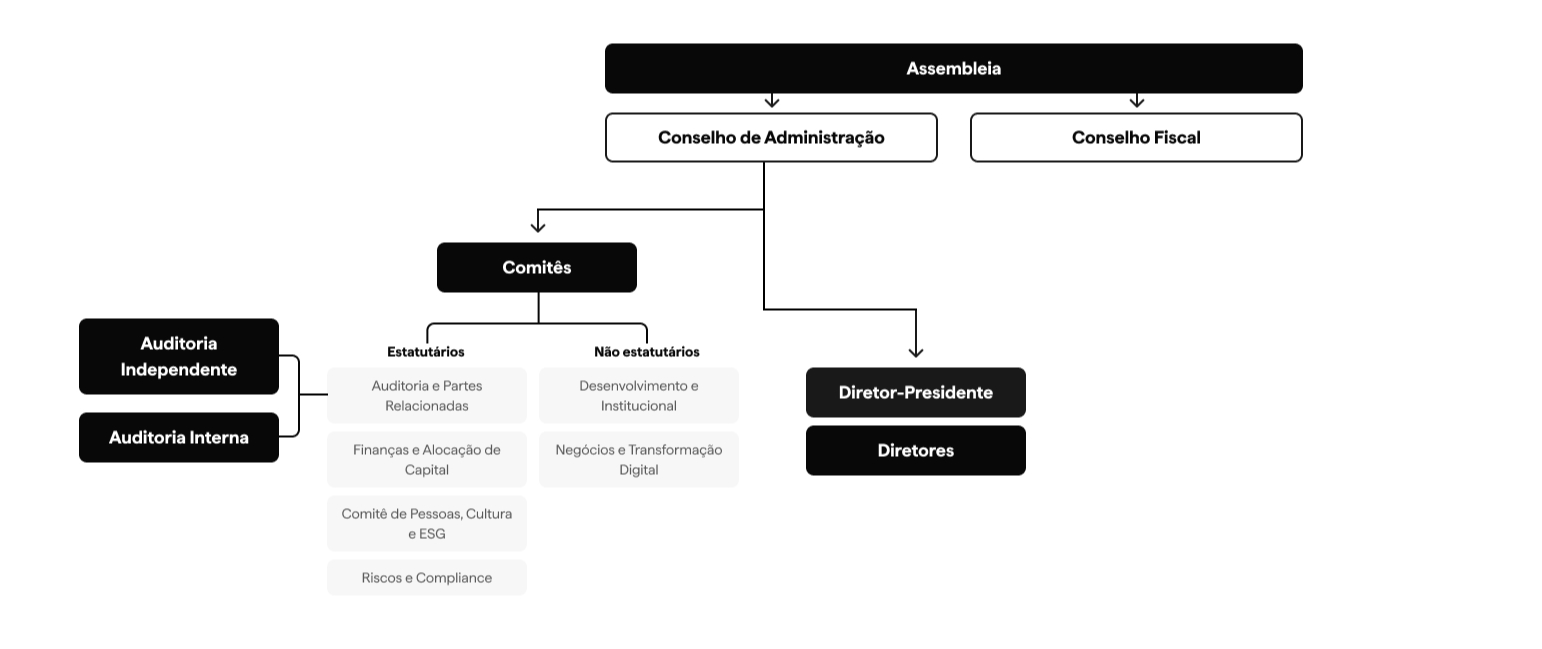 Assembleia
Conselho de Administração
Conselho Fiscal
Comitês
Auditoria
Independente
Auditoria Interna
Estatutários
Auditoria e Partes
Relacionadas
Finanças e Alocação de
Capital
Comitê de Pessoas, Cultura
e ESG
Riscos e Compliance
Não estatutários
Desenvolvimento e
Institucional
Negócios e Transformação
Digital
Diretor-Presidente
Diretores